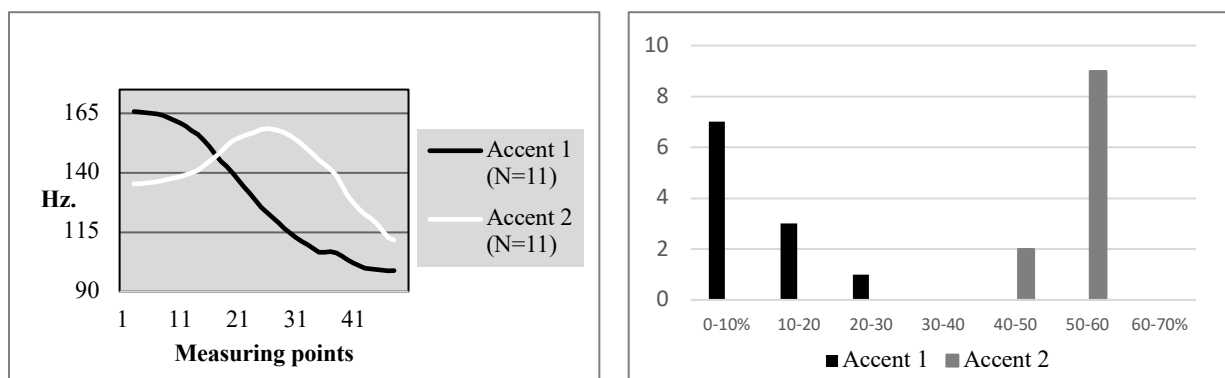 165
140
Hz.
115
90
1 11 21 31 41
Measuring points
Accent 1
(N=11)
Accent 2
(N=11)
10
8
6
4
2
0
0-10% 10-20 20-30 30-40 40-50 50-60 60-70%
Accent 1 Accent 2